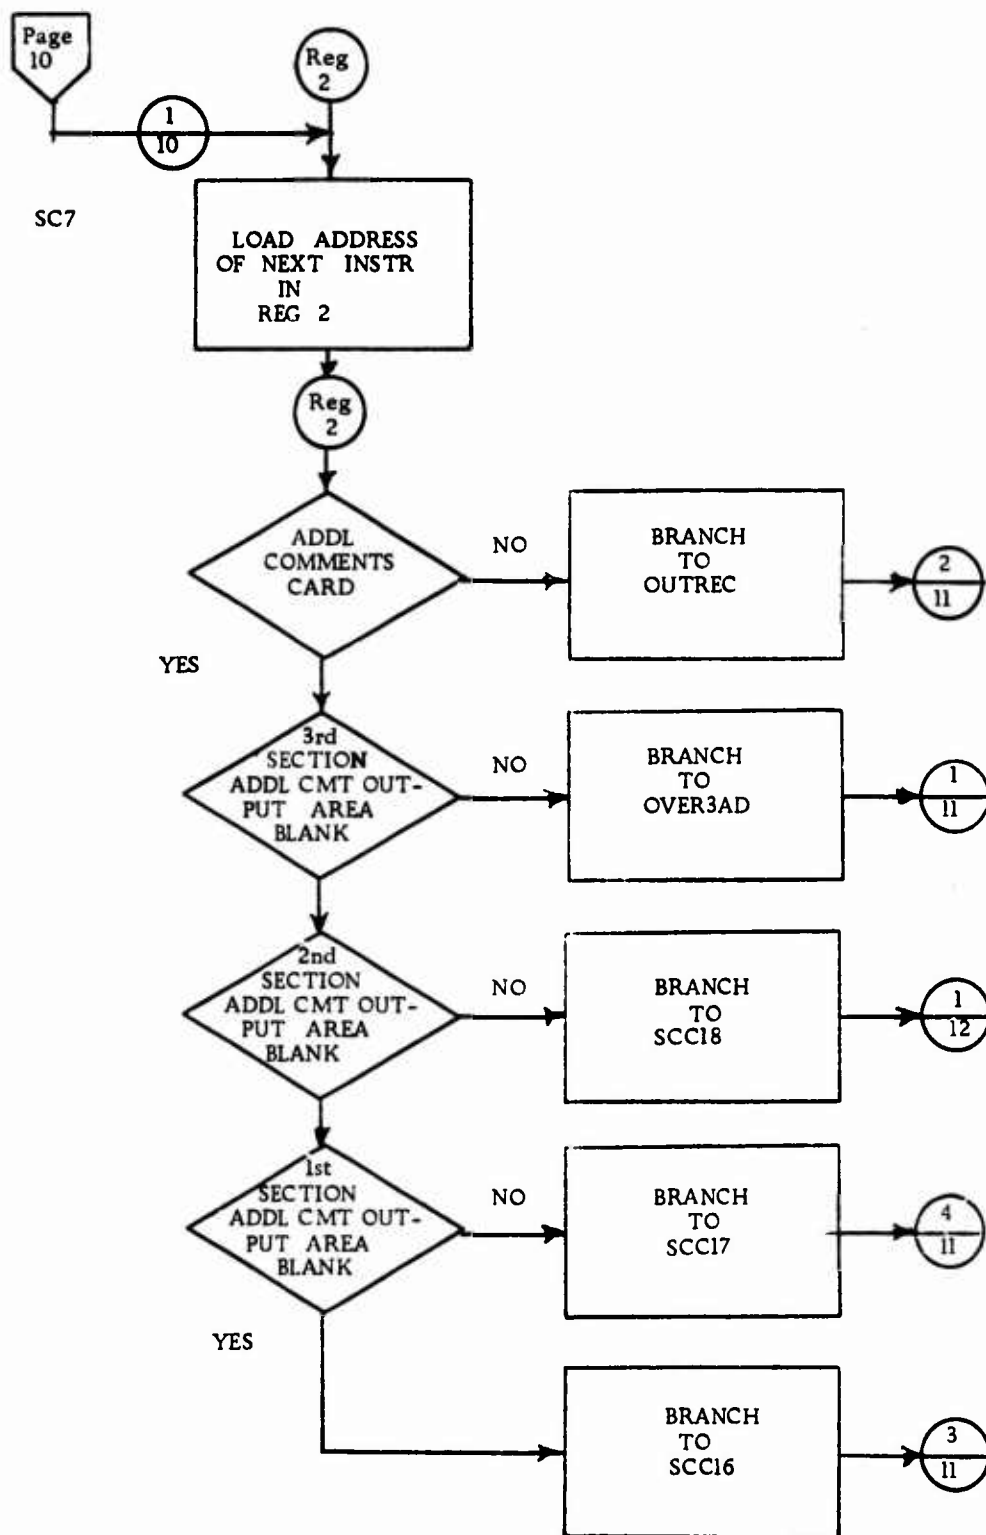 Page
10
Reg
2
1
10
SC7
LOAD ADDRESS
OF NEXT INSTR
IN
REG 2
Reg
2
ADDL
COMMENTS
CARD
NO
BRANCH
TO
OUTREC
2
11
YES
3rd
SECTION
ADDL CMT OUT-
PUT AREA
BLANK
NO
BRANCH
TO
OVER3AD
1
11
2nd
SECTION
ADDL CMT OUT-
PUT AREA
BLANK
NO
BRANCH
TO
SCC18
1
12
1st
SECTION
ADDL CMT OUT-
PUT AREA
BLANK
NO
BRANCH
TO
SCC17
4
11
YES
BRANCH
TO
SCC16
3
11